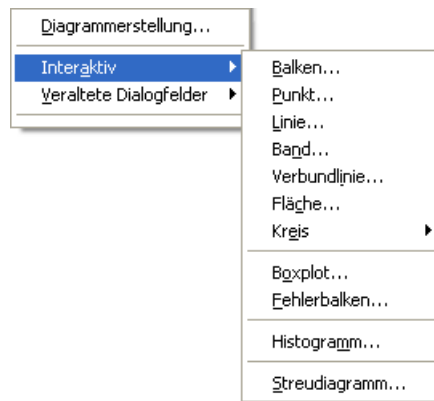 Diagrammerstellung...
Interaktiv
Veraltete Dialogfelder
Balken...
Punkt...
Linie...
Band...
Verbundlinie...
Fläche...
Kreis
Boxplot...
Fehlerbalken...
Histogramm...
Streudiagramm...